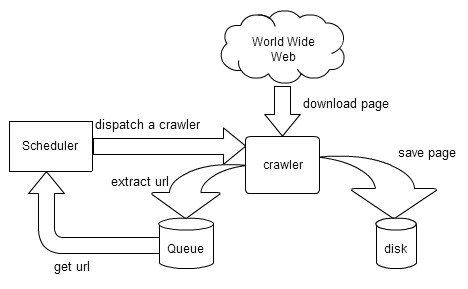 World Wide
Web
download page
dispatch a crawler
Scheduler
crawler
save page
extract url
Queue
disk
get url